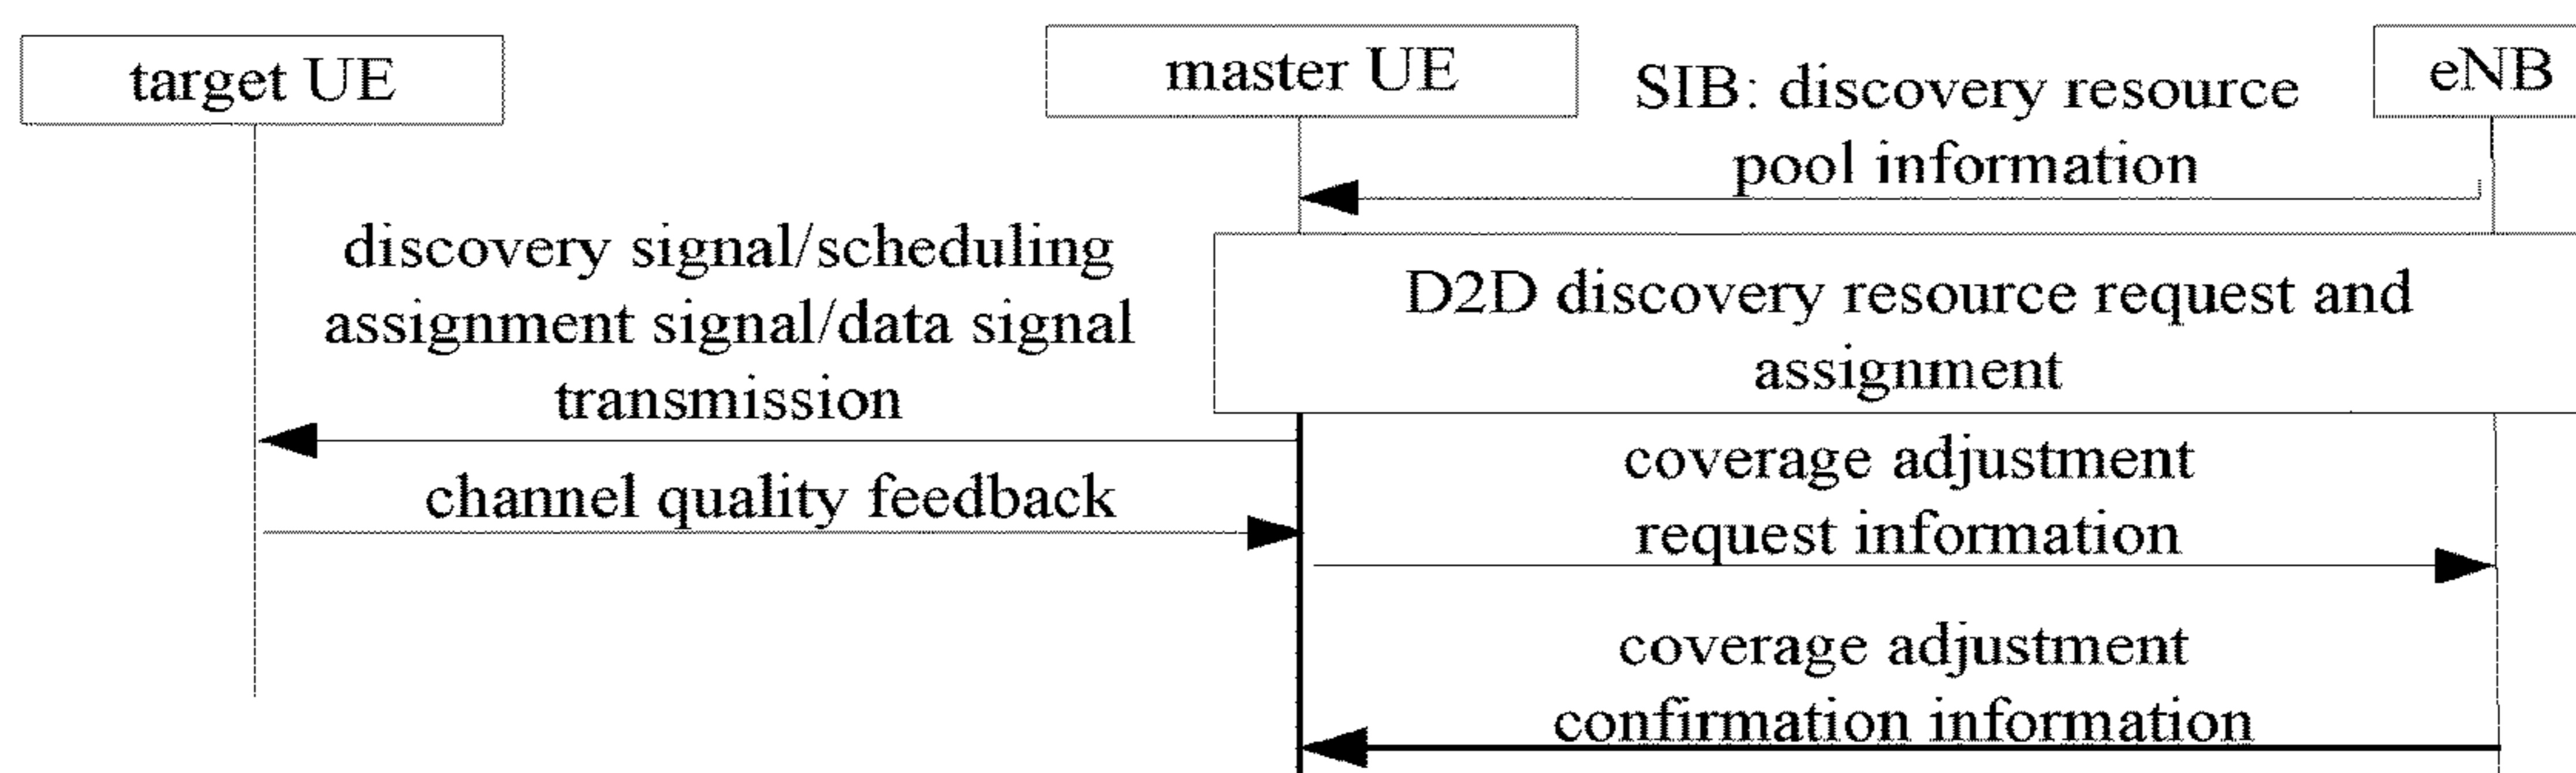 target UE
master UE
eNB
SIB: discovery resource
pool information
D2D discovery resource request and
assignment
discovery signal/scheduling
assignment signal/data signal
transmission
channel quality feedback
coverage adjustment
request information
coverage adjustment
confirmation information